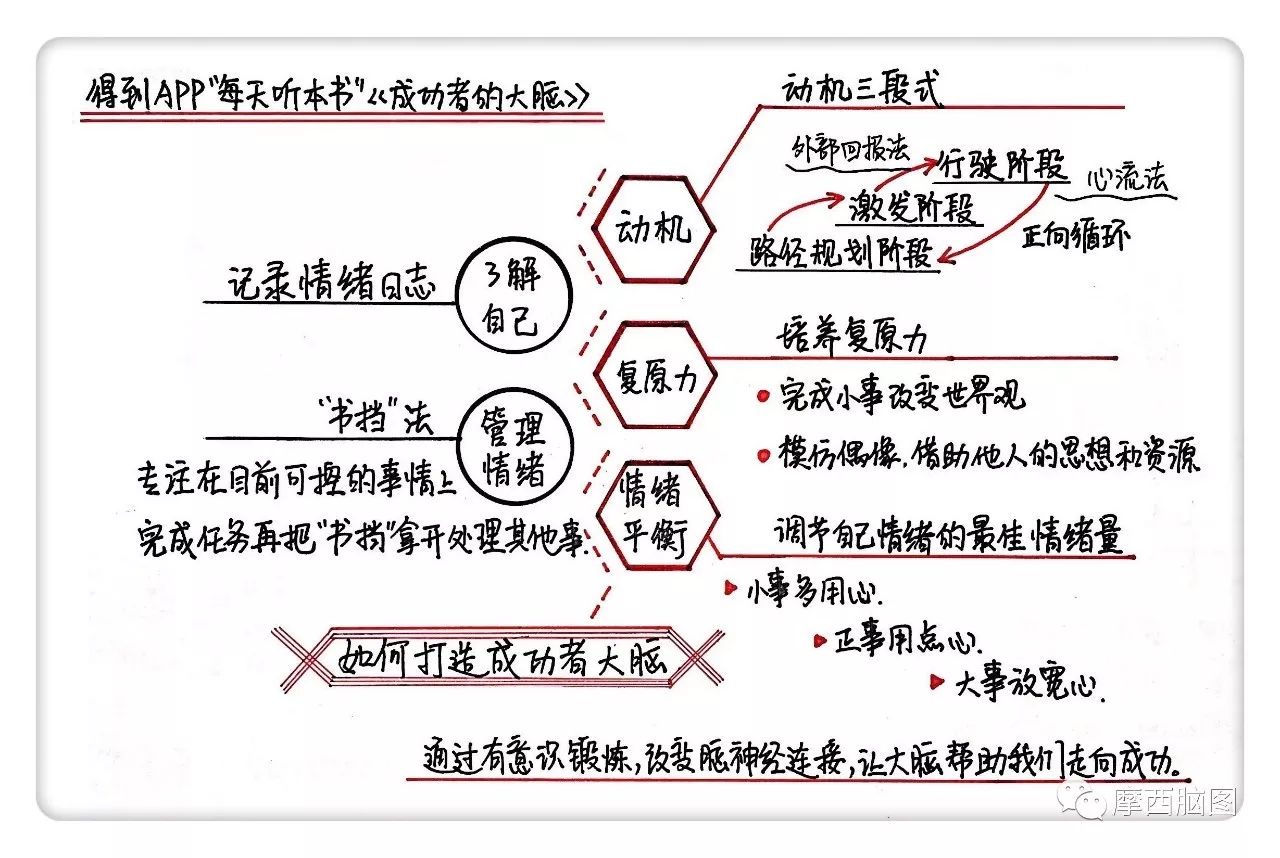 得到APP"每天听本书"《成功者的大脑》
动机三段式
外部回报法
行驶阶段
心流法
激发阶段
正向循环
路径规划阶段
动机
了解
自己
记录情绪日志
复原力
培养复原力
完成小事改变世界观
模仿偶像,借助他人的思想和资源
管理
情绪
"书挡"法
专注在目前可控的事情上
完成任务再把"书挡"拿开处理其他事.
情绪
平衡
调节自己情绪的最佳情绪量
小事多用心.
正事用点心.
大事放宽心.
如何打造成功者大脑
通过有意识锻炼,改变脑神经连接,让大脑帮助我们走向成功。
摩西脑图